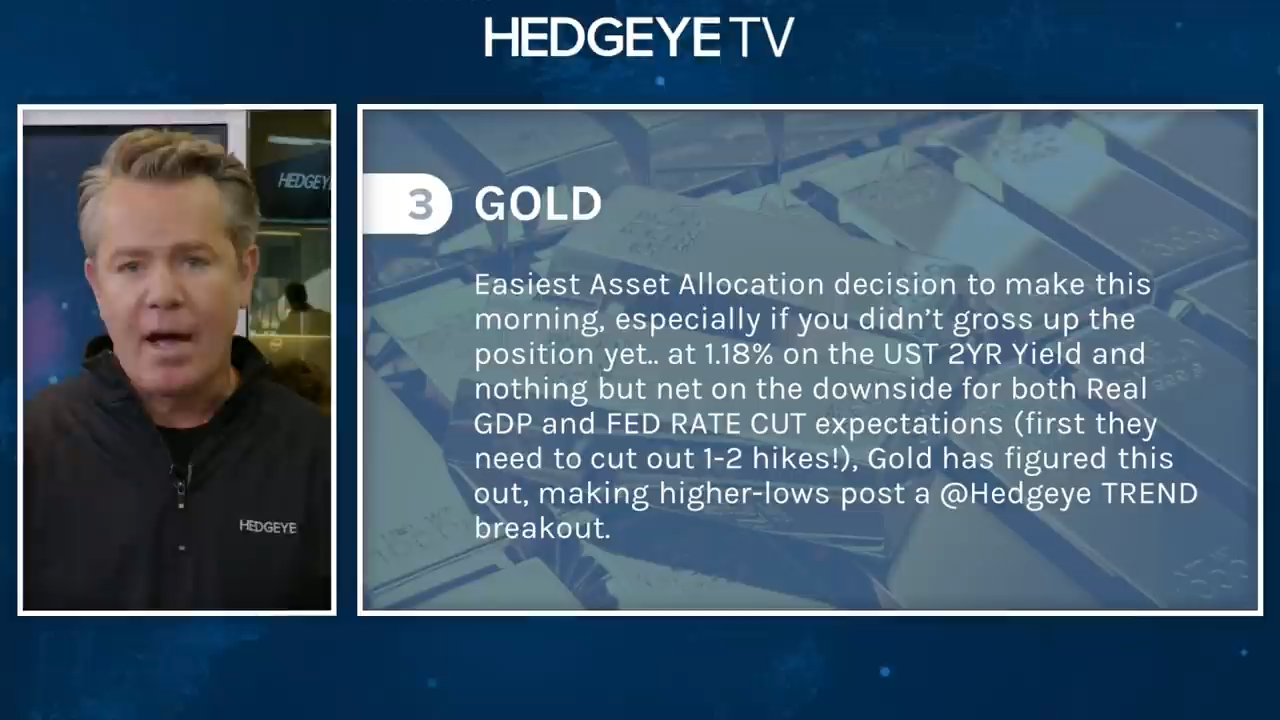 HEDGEYE TV
HEDGEYE
3 GOLD
Easiest Asset Allocation decision to make this
morning, especially if you didn't gross up the
position yet.. at 1.18% on the UST 2YR Yield and
nothing but net on the downside for both Real
GDP and FED RATE CUT expectations (first they
need to cut out 1-2 hikes!), Gold has figured this
out, making higher-lows post a @Hedgeye TREND
breakout.